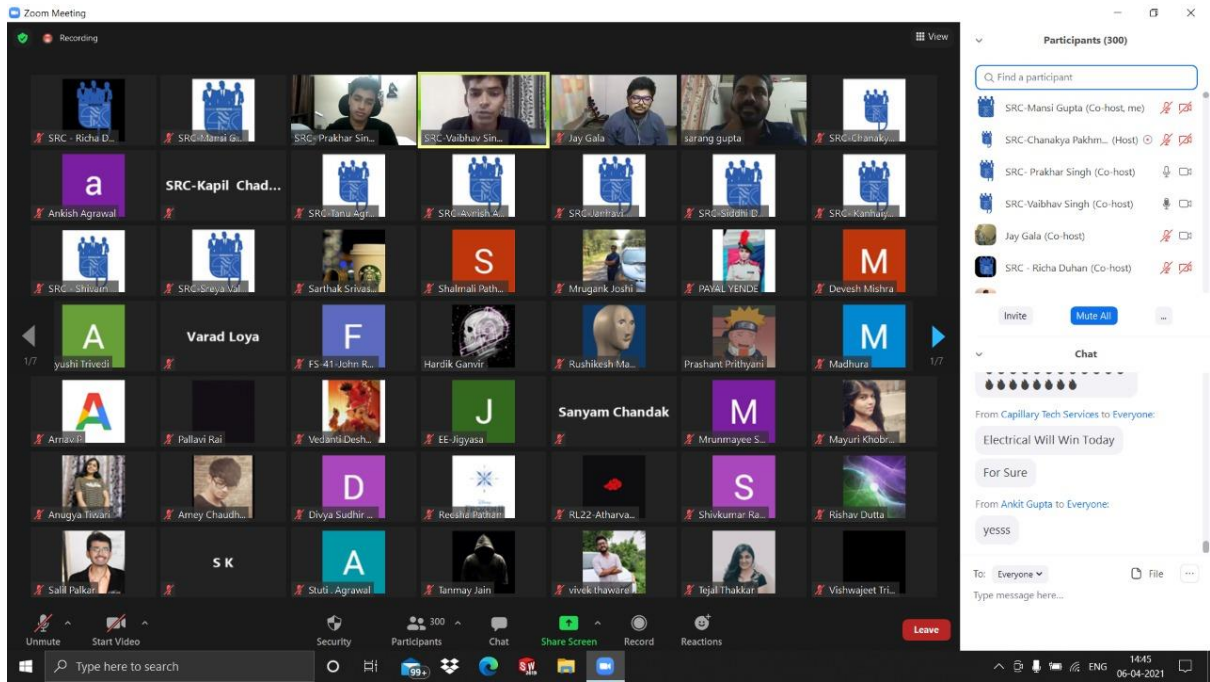 Zoom Meeting
Recording
View
SRC - Richa D...
SRC-Mansi G...
SRC- Prakhar Sin...
SRC-Vaibhav Sin...
Jay Gala
sarang gupta
SRC-Chanaky...
a
Ankish Agrawal
SRC-Kapil Chad...
SRC-Tanu Agr...
SRC-Avnish A...
SRC-Janhavi
SRC-Siddhi D...
SRC- Kanhaiy...
SRC - Shivam ...
SRC-Sreya Val...
Sarthak Srivas...
S
Shalmali Path...
Mrugank Joshi
PAYAL YENDE
M
Devesh Mishra
A
yushi Trivedi
Varad Loya
F
FS-41-John R...
Hardik Ganvir
Rushikesh Ma...
Prashant Prithyani
M
Madhura
1/7
1/7
A
Arnav P
Pallavi Rai
Vedanti Desh...
J
EE-Jigyasa
Sanyam Chandak
M
Mrunmayee S...
Mayuri Khobr...
Anugya Tiwari
Amey Chaudh...
D
Divya Sudhir ...
Reesha Pathan
RL22-Atharva...
S
Shivkumar Ra...
Rishav Dutta
Salil Palkar
S K
A
Stuti . Agrawal
Tanmay Jain
vivek thaware
Tejal Thakkar
Vishwajeet Tri...
Unmute
Start Video
Security
Participants
300
Chat
Share Screen
Record
Reactions
Leave
Participants (300)
Find a participant
SRC-Mansi Gupta (Co-host, me)
SRC-Chanakya Pakhm... (Host)
SRC- Prakhar Singh (Co-host)
SRC-Vaibhav Singh (Co-host)
Jay Gala (Co-host)
SRC - Richa Duhan (Co-host)
Invite
Mute All
...
Chat
From Capillary Tech Services to Everyone:
Electrical Will Win Today
For Sure
From Ankit Gupta to Everyone:
yesss
To: Everyone
File
...
Type message here...
Type here to search
99+
SW
2018
ENG
14:45
06-04-2021